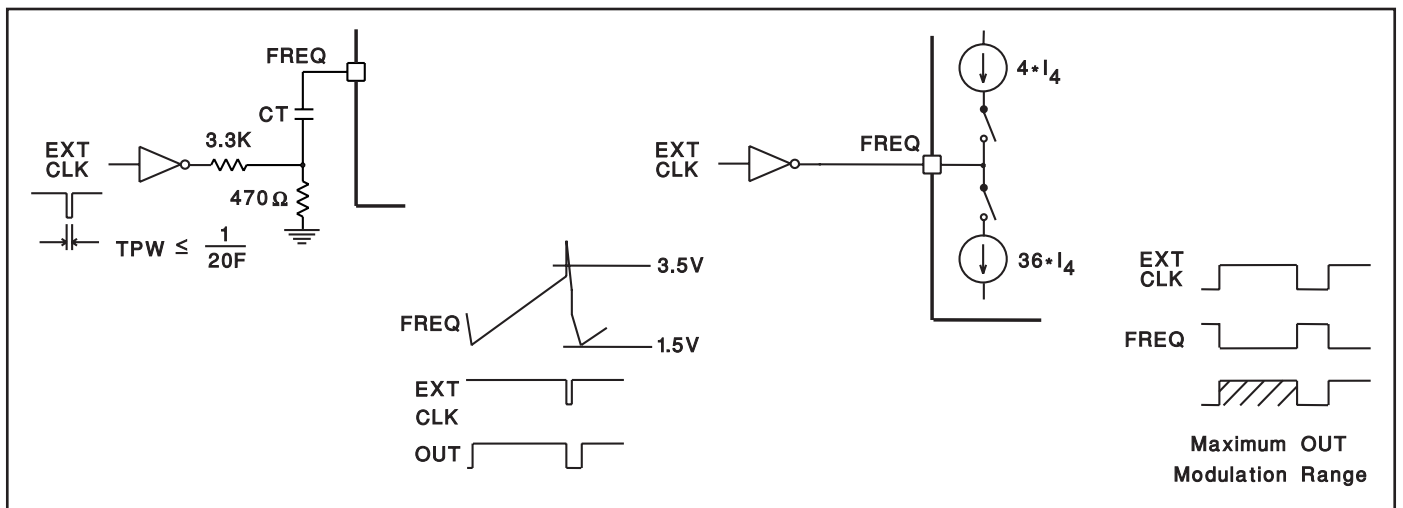 FREQ
CT
3.3K
EXT
CLK
470Ω
TPW ≤ 1/20F
3.5V
FREQ
1.5V
EXT
CLK
OUT
4*I4
FREQ
EXT
CLK
36*I4
EXT
CLK
FREQ
Maximum OUT
Modulation Range